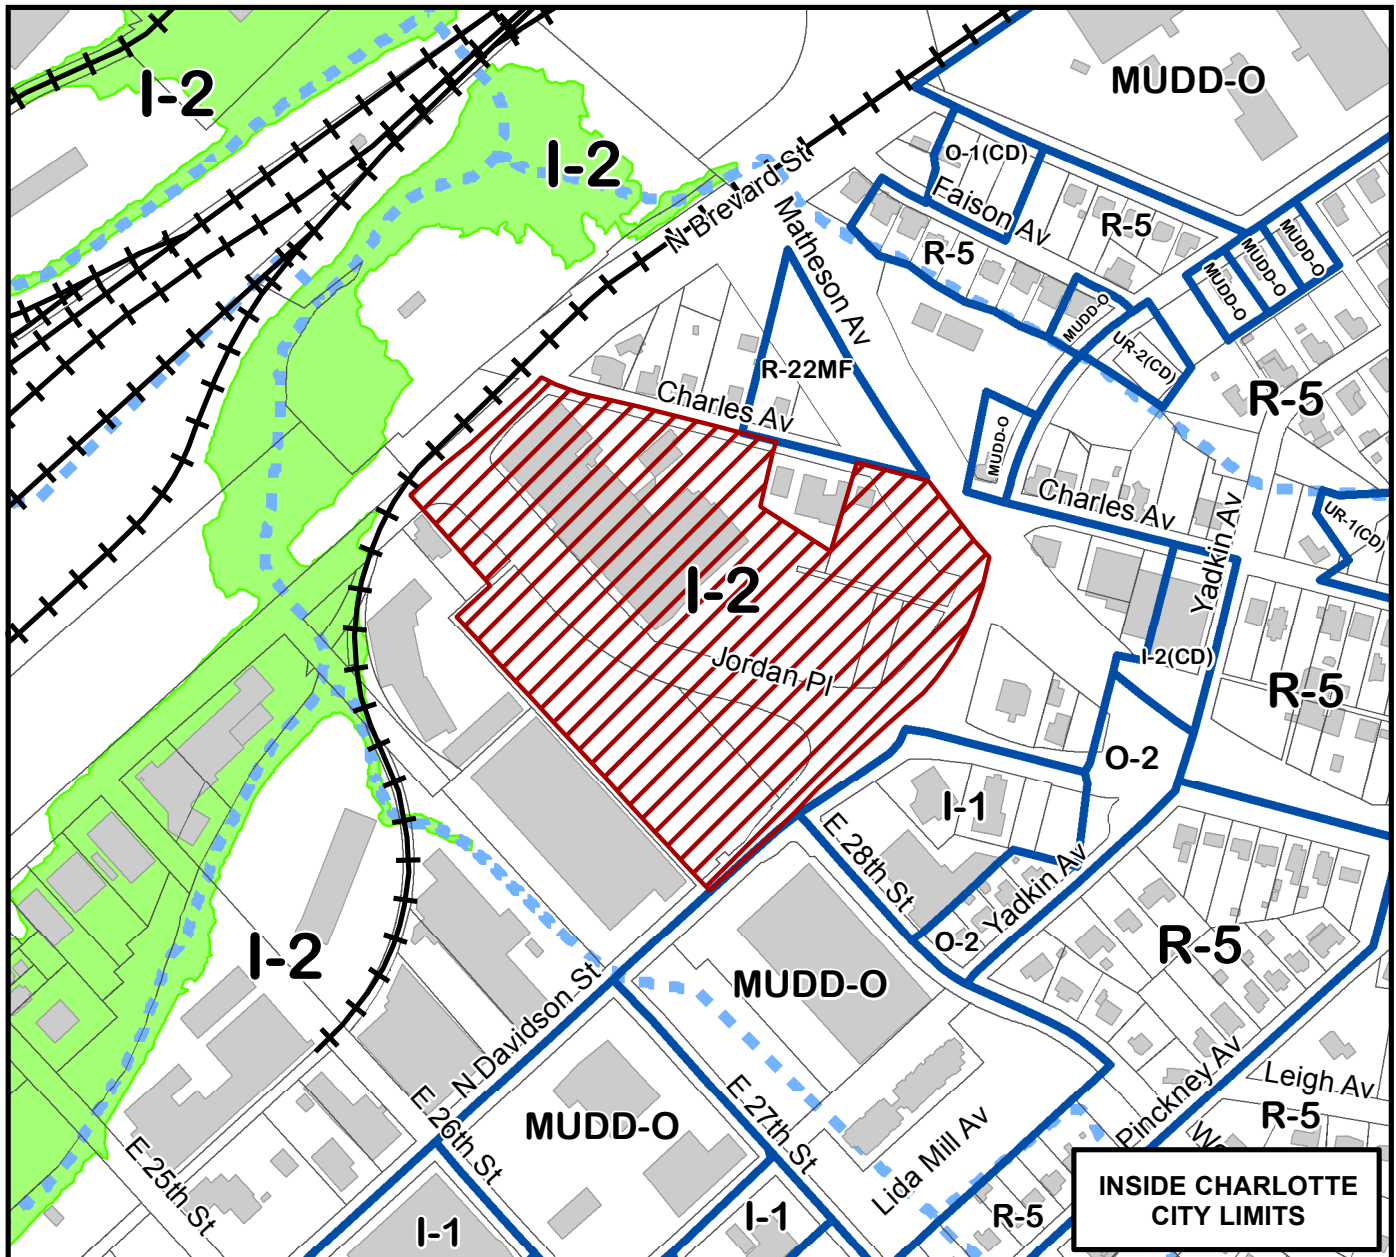 MUDD-O
I-2
I-2
O-1(CD)
N Brevard St
Faison Av
Matheson Av
R-5
R-5
MUDD-O
MUDD-O
MUDD-O
MUDD-O
UR-2(CD)
R-22MF
Charles Av
R-5
MUDD-O
Charles Av
Yadkin Av
UR-1(CD)
I-2
Jordan Pl
I-2(CD)
R-5
O-2
I-1
E 28th St
Yadkin Av
O-2
R-5
I-2
MUDD-O
N Davidson St
E 26th St
E 27th St
MUDD-O
Lida Mill Av
Pinckney Av
Leigh Av
R-5
E 25th St
I-1
I-1
R-5
INSIDE CHARLOTTE
CITY LIMITS